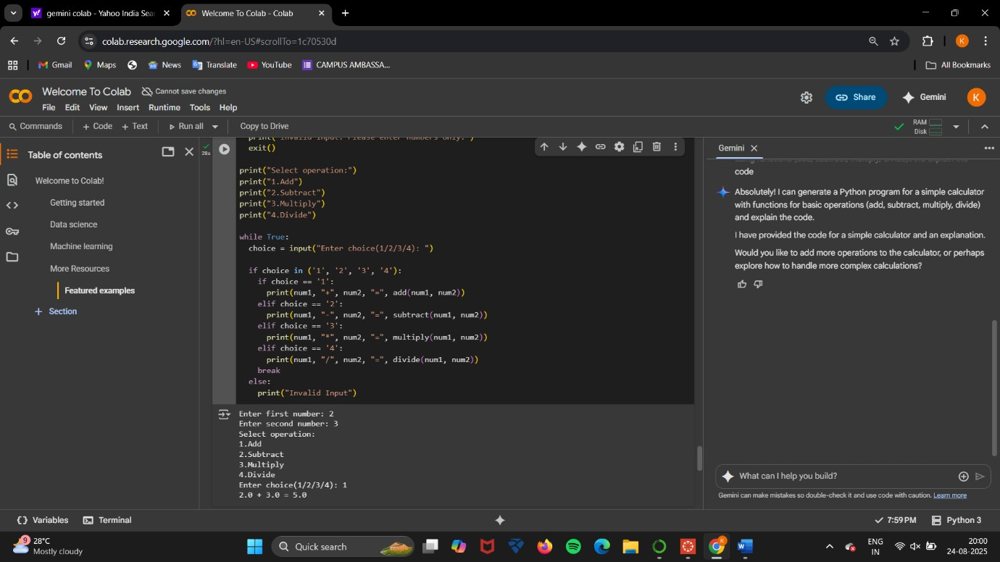 gemini colab - Yahoo India Sea
Welcome To Colab - Colab
colab.research.google.com/?hl=en-US#scrollTo=1c70530d
K
Gmail
Maps
News
Translate
YouTube
CAMPUS AMBASSA...
All Bookmarks
Welcome To Colab
Cannot save changes
File Edit View Insert Runtime Tools Help
Share
Gemini
K
Commands
+ Code
+ Text
Run all
Copy to Drive
RAM
Disk
Table of contents
Welcome to Colab!
Getting started
Data science
Machine learning
More Resources
Featured examples
+ Section
28s
print("Invalid input. Please enter numbers only.")
exit()
print("Select operation:")
print("1.Add")
print("2.Subtract")
print("3.Multiply")
print("4.Divide")
while True:
choice = input("Enter choice(1/2/3/4): ")
if choice in ('1', '2', '3', '4'):
if choice == '1':
print(num1, "+", num2, "=", add(num1, num2))
elif choice == '2':
print(num1, "-", num2, "=", subtract(num1, num2))
elif choice == '3':
print(num1, "*", num2, "=", multiply(num1, num2))
elif choice == '4':
print(num1, "/", num2, "=", divide(num1, num2))
break
else:
print("Invalid Input")
Enter first number: 2
Enter second number: 3
Select operation:
1.Add
2.Subtract
3.Multiply
4.Divide
Enter choice(1/2/3/4): 1
2.0 + 3.0 = 5.0
Gemini
code
Absolutely! I can generate a Python program for a simple calculator
with functions for basic operations (add, subtract, multiply, divide)
and explain the code.
I have provided the code for a simple calculator and an explanation.
Would you like to add more operations to the calculator, or perhaps
explore how to handle more complex calculations?
What can I help you build?
Gemini can make mistakes so double-check it and use code with caution. Learn more
Variables
Terminal
7:59 PM
Python 3
9
28°C
Mostly cloudy
Quick search
ENG
IN
20:00
24-08-2025